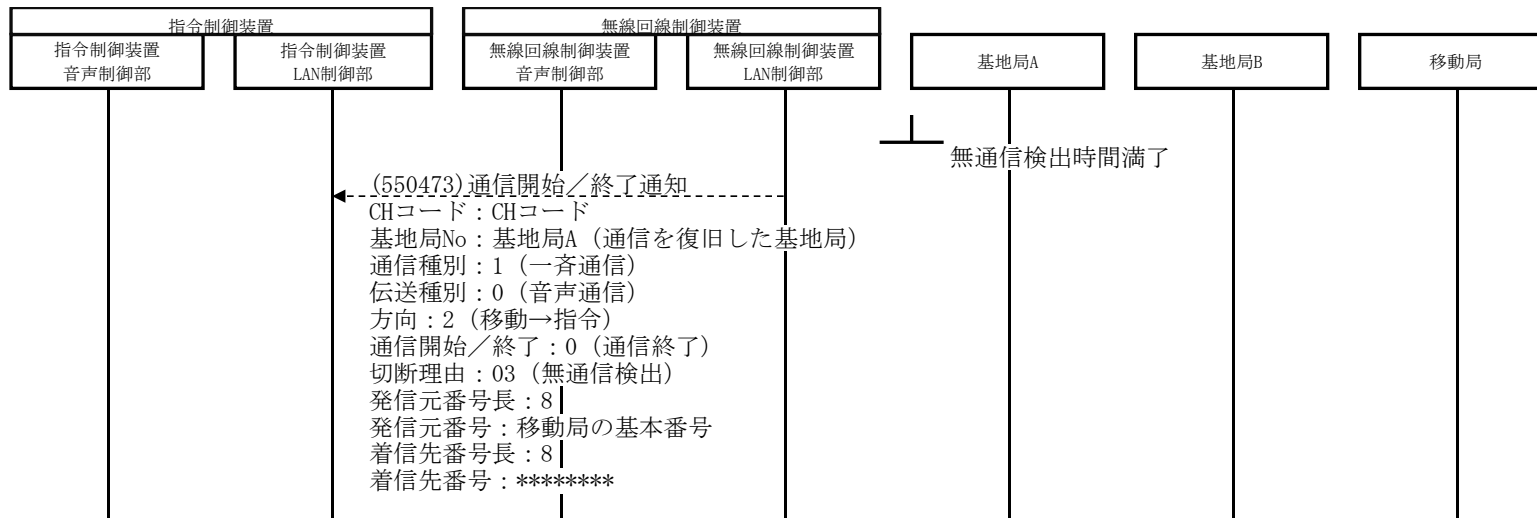 指令制御装置
無線回線制御装置
指令制御装置
音声制御部
指令制御装置
LAN制御部
無線回線制御装置
音声制御部
無線回線制御装置
LAN制御部
基地局A
基地局B
移動局
無通信検出時間満了
(550473)通信開始／終了通知
CHコード：CHコード
基地局No：基地局A（通信を復旧した基地局）
通信種別：1（一斉通信）
伝送種別：0（音声通信）
方向：2（移動→指令）
通信開始／終了：0（通信終了）
切断理由：03（無通信検出）
発信元番号長：8
発信元番号：移動局の基本番号
着信先番号長：8
着信先番号：********